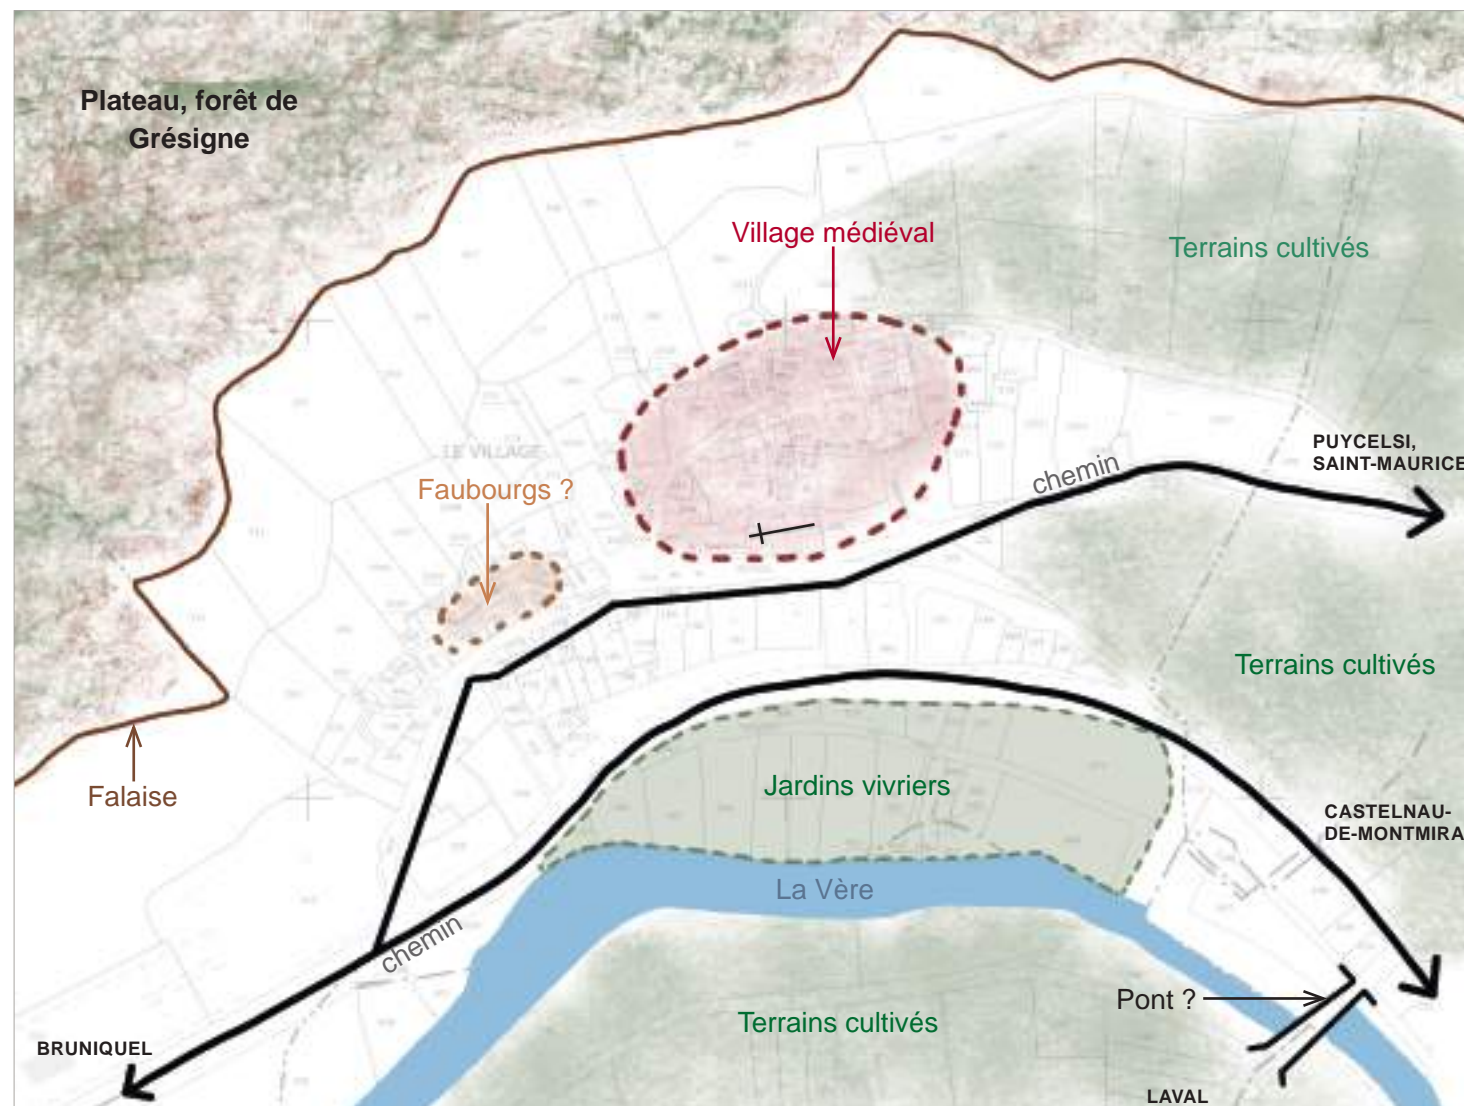 Plateau, forêt de
Grésigne
Village médiéval
Terrains cultivés
PUYCELSI,
SAINT-MAURICE
chemin
LE VILLAGE
Faubourgs ?
Terrains cultivés
Jardins vivriers
Falaise
CASTELNAU-
DE-MONTMIRA
La Vère
chemin
Pont ?
Terrains cultivés
BRUNIQUEL
LAVAL